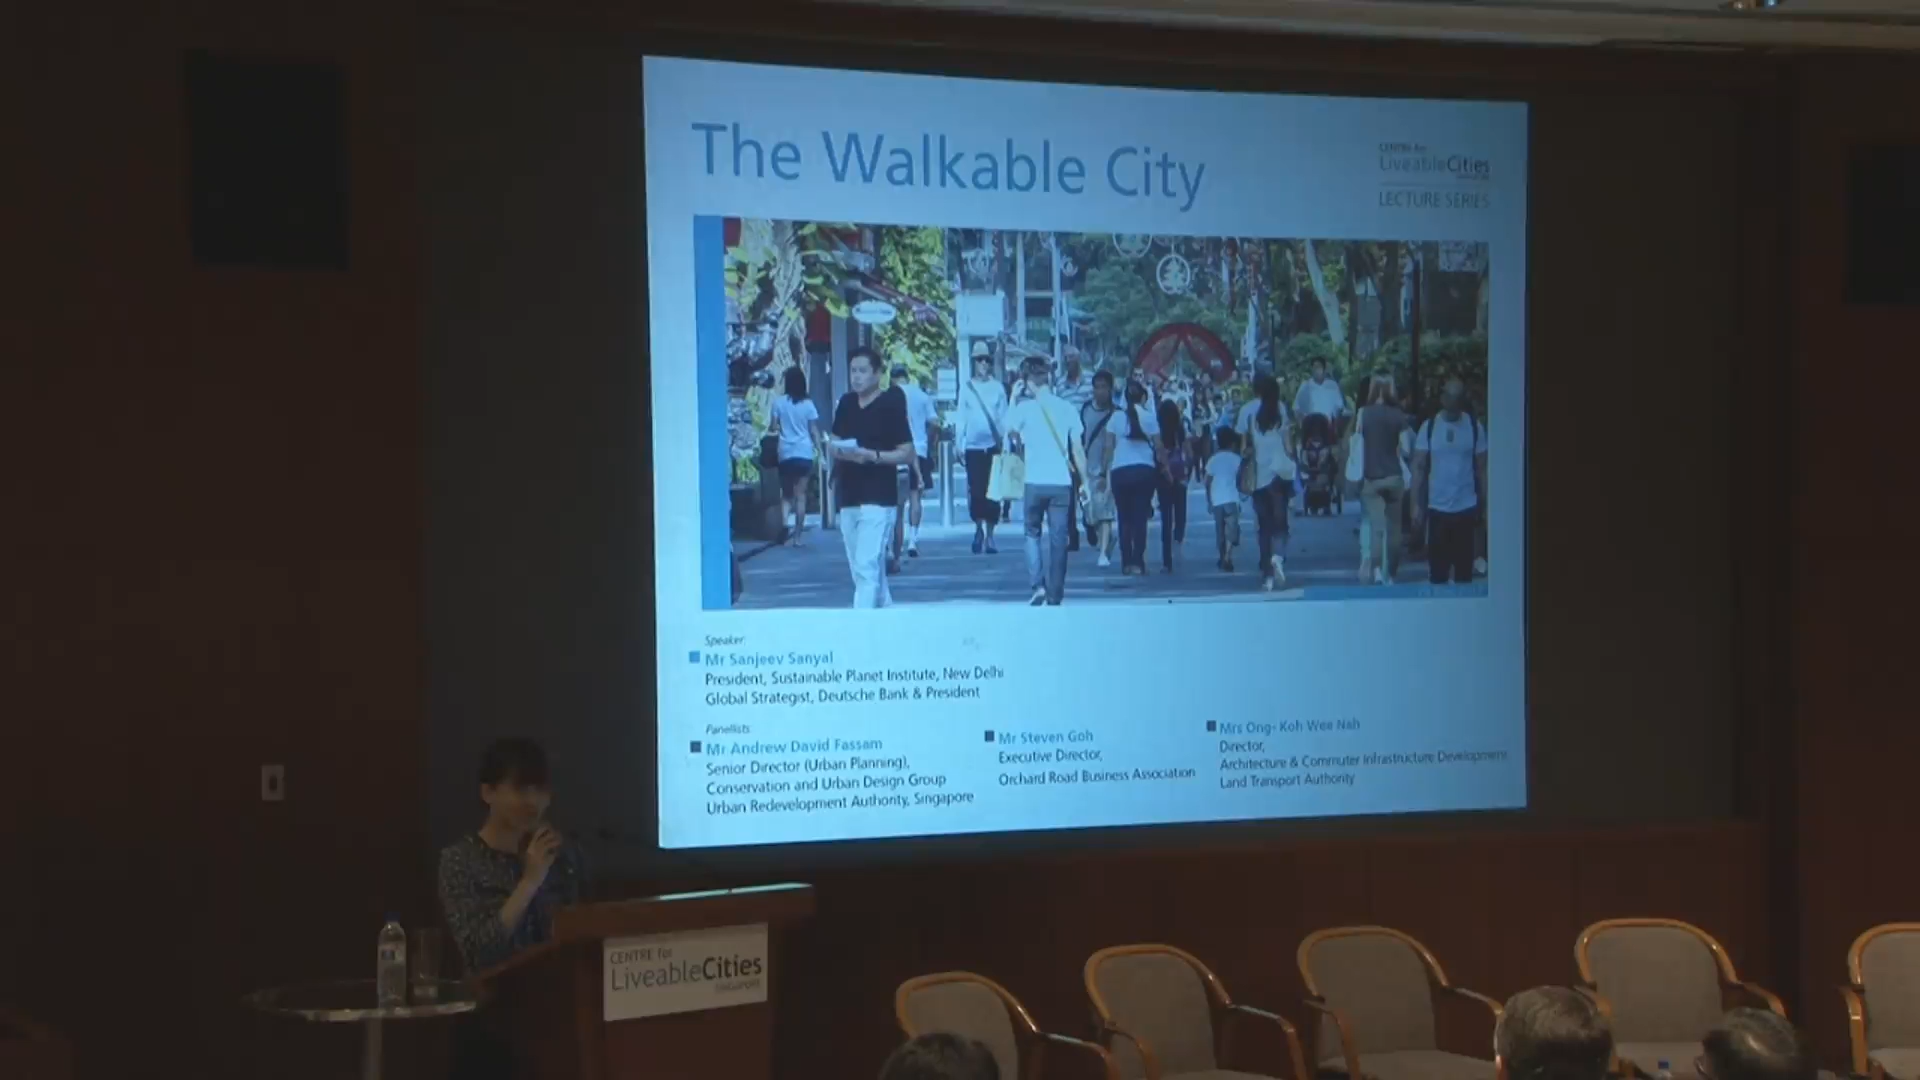 The Walkable City
CENTRE for
LiveableCities
LECTURE SERIES
Speaker:
Mr Sanjeev Sanyal
President, Sustainable Planet Institute, New Delhi
Global Strategist, Deutsche Bank & President
Panellists:
Mr Andrew David Fassam
Senior Director (Urban Planning),
Conservation and Urban Design Group
Urban Redevelopment Authority, Singapore
Mr Steven Goh
Executive Director,
Orchard Road Business Association
Mrs Ong- Koh Wee Nah
Director,
Architecture & Commuter Infrastructure Development
Land Transport Authority
CENTRE for
LiveableCities
SINGAPORE